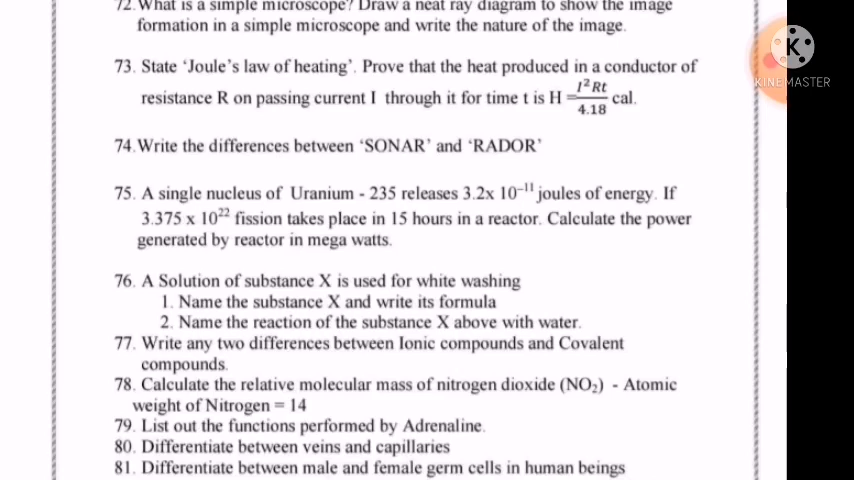 72. What is a simple microscope? Draw a neat ray diagram to show the image
formation in a simple microscope and write the nature of the image.
73. State ‘Joule’s law of heating’. Prove that the heat produced in a conductor of
resistance R on passing current I through it for time t is H = I²Rt/4.18 cal.
74.Write the differences between ‘SONAR’ and ‘RADOR’
75. A single nucleus of Uranium - 235 releases 3.2x 10⁻¹¹ joules of energy. If
3.375 x 10²² fission takes place in 15 hours in a reactor. Calculate the power
generated by reactor in mega watts.
76. A Solution of substance X is used for white washing
1. Name the substance X and write its formula
2. Name the reaction of the substance X above with water.
77. Write any two differences between Ionic compounds and Covalent
compounds.
78. Calculate the relative molecular mass of nitrogen dioxide (NO₂) - Atomic
weight of Nitrogen = 14
79. List out the functions performed by Adrenaline.
80. Differentiate between veins and capillaries
81. Differentiate between male and female germ cells in human beings
K
KINEMASTER